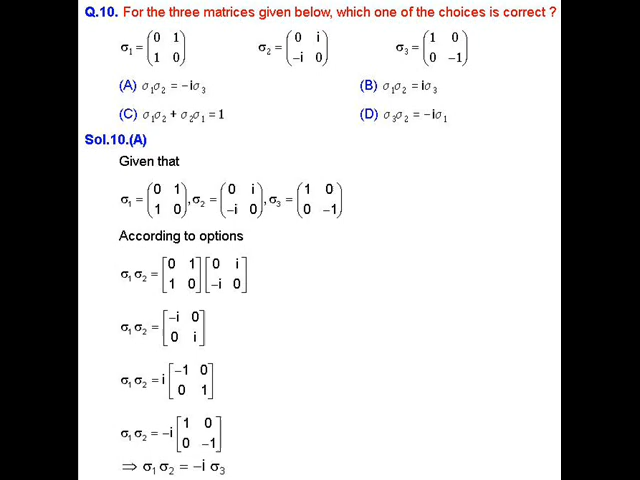 Q.10. For the three matrices given below, which one of the choices is correct ?
σ₁ = (0 1; 1 0) σ₂ = (0 i; −i 0) σ₃ = (1 0; 0 −1)
(A) σ₁σ₂ = −iσ₃ (B) σ₁σ₂ = iσ₃
(C) σ₁σ₂ + σ₂σ₁ = 1 (D) σ₃σ₂ = −iσ₁
Sol.10.(A)
Given that
σ₁ = (0 1; 1 0), σ₂ = (0 i; −i 0), σ₃ = (1 0; 0 −1)
According to options
σ₁ σ₂ = [0 1; 1 0] [0 i; −i 0]
σ₁ σ₂ = [−i 0; 0 i]
σ₁ σ₂ = i [−1 0; 0 1]
σ₁ σ₂ = −i [1 0; 0 −1]
⇒ σ₁ σ₂ = −i σ₃